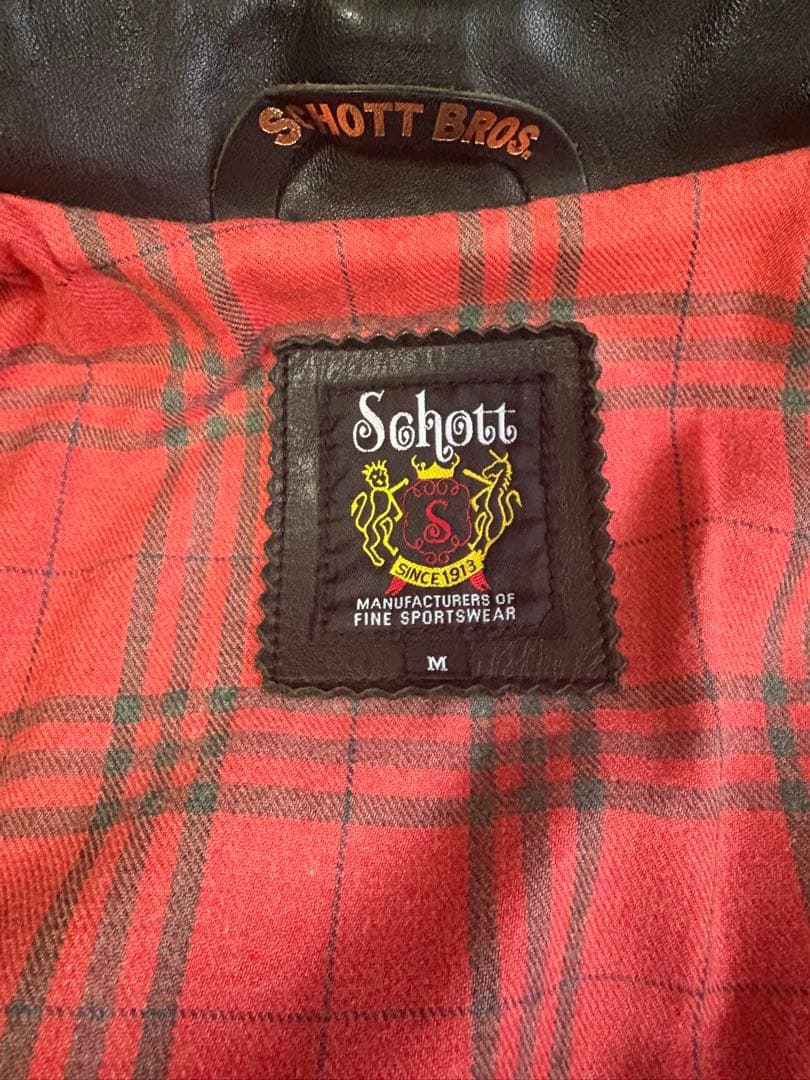 SCHOTT BROS.
Schott
S
SINCE 1913
MANUFACTURERS OF
FINE SPORTSWEAR
M